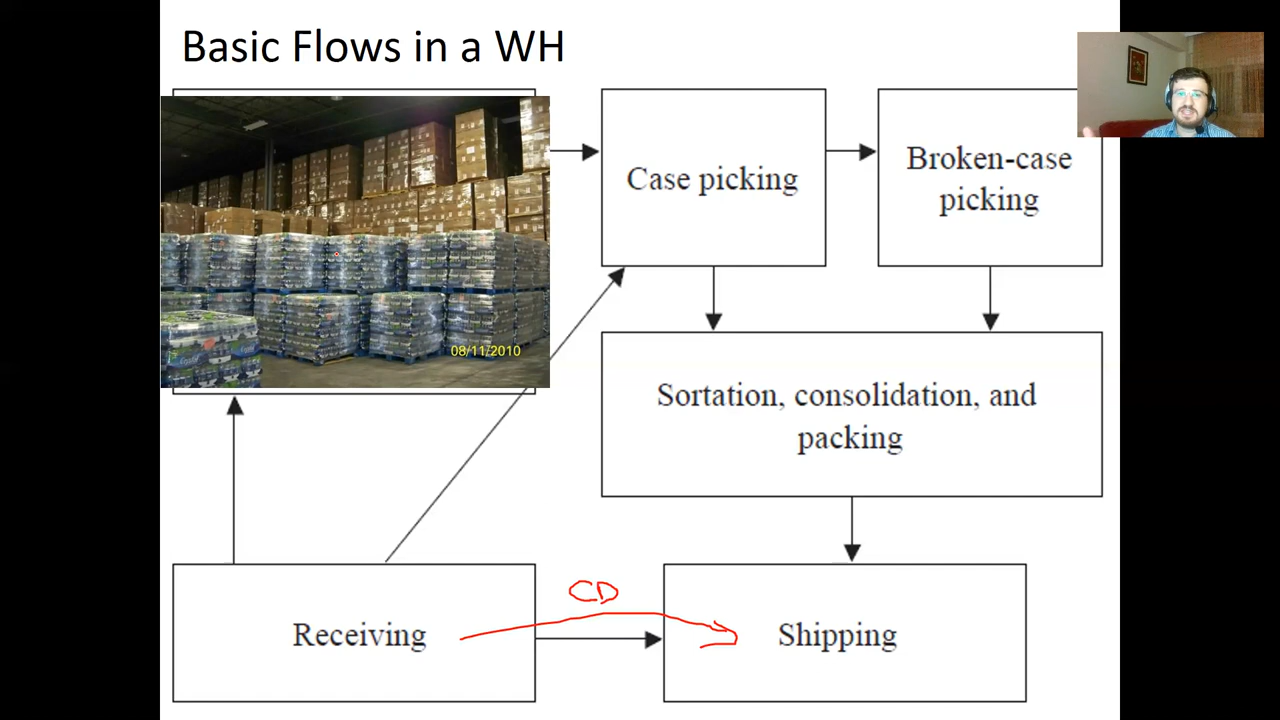 Basic Flows in a WH
Case picking
Broken-case
picking
08/11/2010
Sortation, consolidation, and
packing
CD
Receiving
Shipping